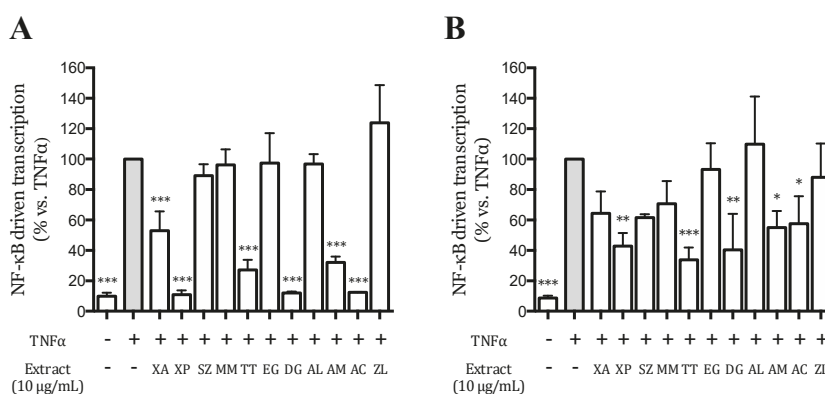 A
NF-κB driven transcription
(% vs. TNFα)
160
140
120
100
80
60
40
20
0
***
***
***
***
***
***
***
TNFα - + + + + + + + + + + + +
Extract - - XA XP SZ MM TT EG DG AL AM AC ZL
(10 µg/mL)
B
NF-κB driven transcription
(% vs. TNFα)
160
140
120
100
80
60
40
20
0
***
**
***
**
*
*
TNFα - + + + + + + + + + + + +
Extract - - XA XP SZ MM TT EG DG AL AM AC ZL
(10 µg/mL)